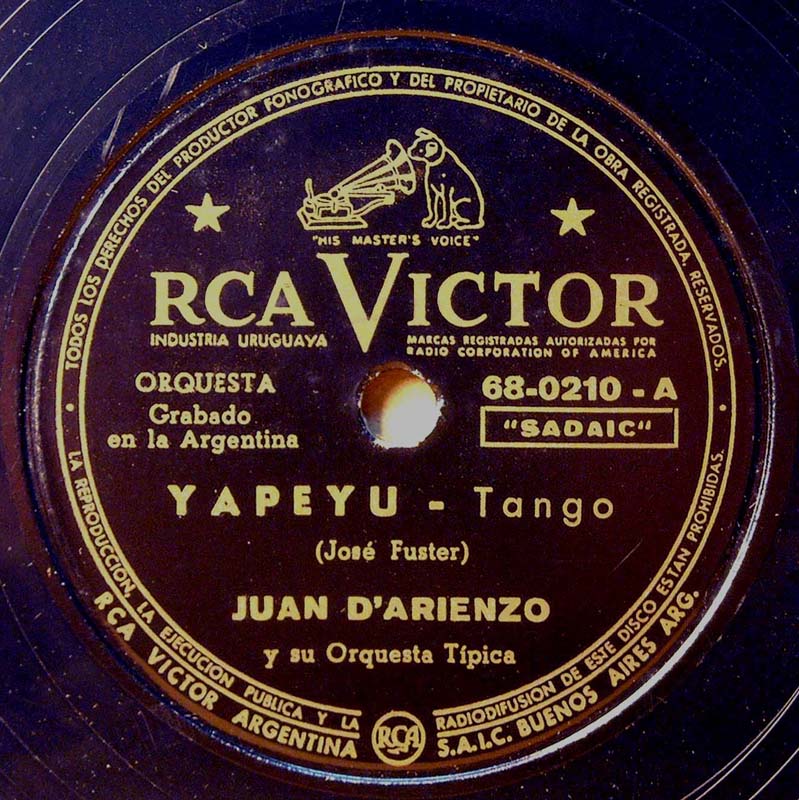 TODOS LOS DERECHOS DEL PRODUCTOR FONOGRAFICO Y DEL PROPIETARIO DE LA OBRA REGISTRADA, RESERVADOS.
"HIS MASTER'S VOICE"
RCA VICTOR
INDUSTRIA URUGUAYA
MARCAS REGISTRADAS AUTORIZADAS POR
RADIO CORPORATION OF AMERICA
ORQUESTA
Grabado
en la Argentina
68-0210 - A
"SADAIC"
YAPEYU - Tango
(José Fuster)
JUAN D'ARIENZO
y su Orquesta Típica
LA REPRODUCCION, LA EJECUCION PUBLICA Y LA RADIODIFUSION DE ESTE DISCO ESTAN PROHIBIDAS.
RCA VICTOR ARGENTINA RCA S.A.I.C. BUENOS AIRES ARG.